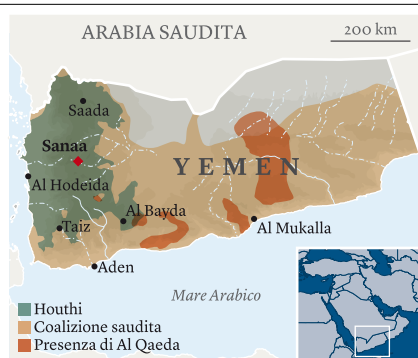 ARABIA SAUDITA
200 km
Saada
Sanaa
YEMEN
Al Hodeida
Al Bayda
Taiz
Al Mukalla
Aden
Mare Arabico
Houthi
Coalizione saudita
Presenza di Al Qaeda